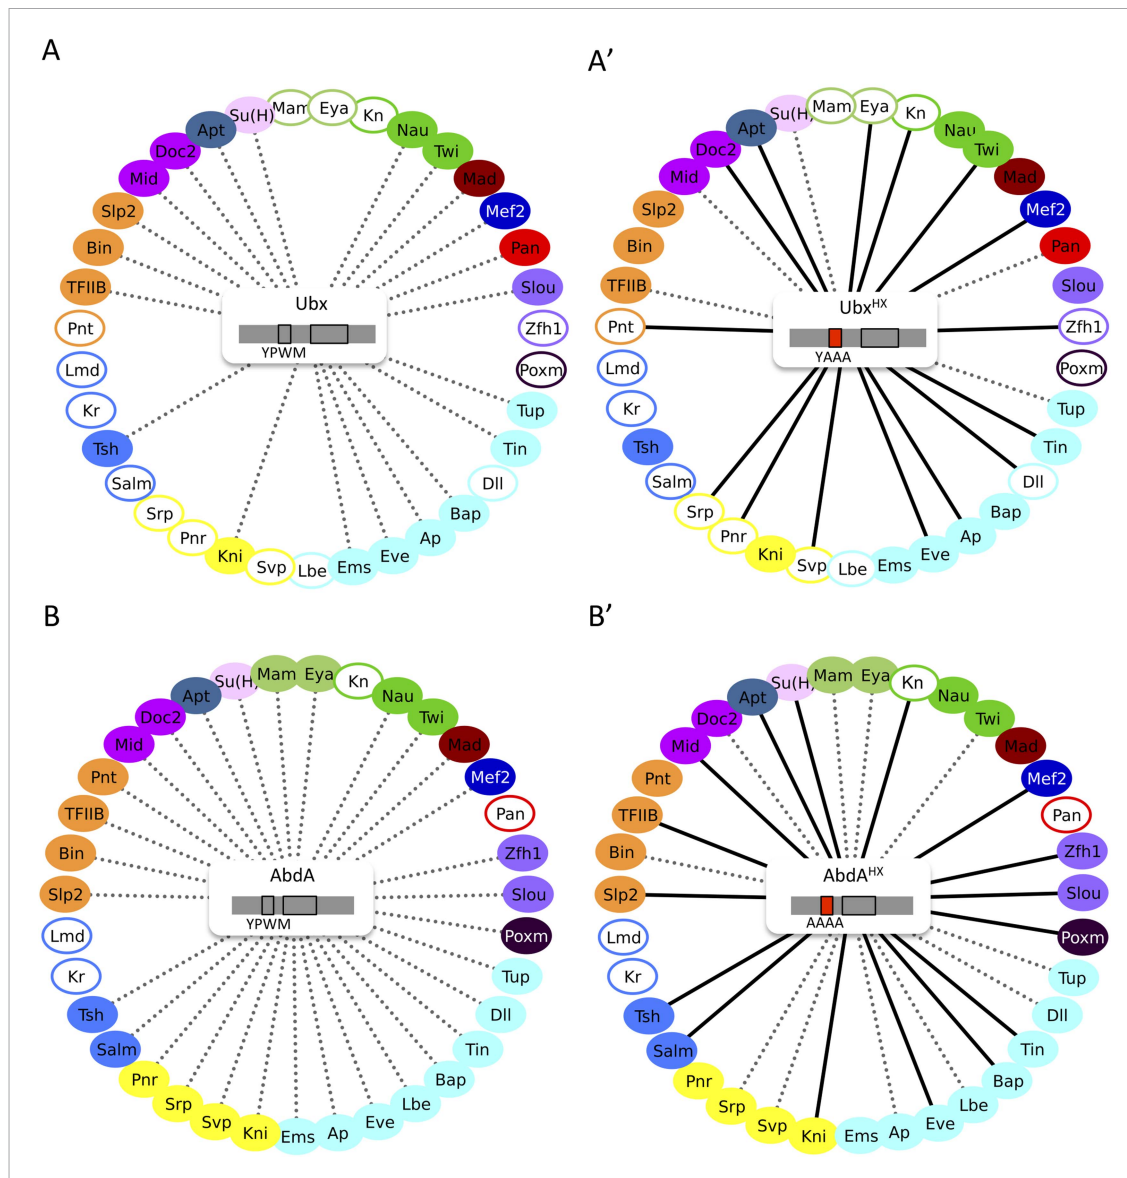 A
Su(H)
Mam
Eya
Kn
Nau
Twi
Mad
Mef2
Pan
Slou
Zfh1
Poxm
Tup
Tin
Dll
Bap
Ap
Eve
Ems
Lbe
Svp
Kni
Pnr
Srp
Salm
Tsh
Kr
Lmd
Pnt
TFIIB
Bin
Slp2
Mid
Doc2
Apt
Ubx
YPWM
A′
Su(H)
Mam
Eya
Kn
Nau
Twi
Mad
Mef2
Pan
Slou
Zfh1
Poxm
Tup
Tin
Dll
Bap
Ap
Eve
Ems
Lbe
Svp
Kni
Pnr
Srp
Salm
Tsh
Kr
Lmd
Pnt
TFIIB
Bin
Slp2
Mid
Doc2
Apt
Ubx^HX
YAAA
B
Su(H)
Mam
Eya
Kn
Nau
Twi
Mad
Mef2
Pan
Zfh1
Slou
Poxm
Tup
Dll
Tin
Bap
Lbe
Eve
Ap
Ems
Kni
Svp
Srp
Pnr
Salm
Tsh
Kr
Lmd
Slp2
Bin
TFIIB
Pnt
Mid
Doc2
Apt
AbdA
YPWM
B′
Su(H)
Mam
Eya
Kn
Nau
Twi
Mad
Mef2
Pan
Zfh1
Slou
Poxm
Tup
Dll
Tin
Bap
Lbe
Eve
Ap
Ems
Kni
Svp
Srp
Pnr
Salm
Tsh
Kr
Lmd
Slp2
Bin
TFIIB
Pnt
Mid
Doc2
Apt
AbdA^HX
AAAA